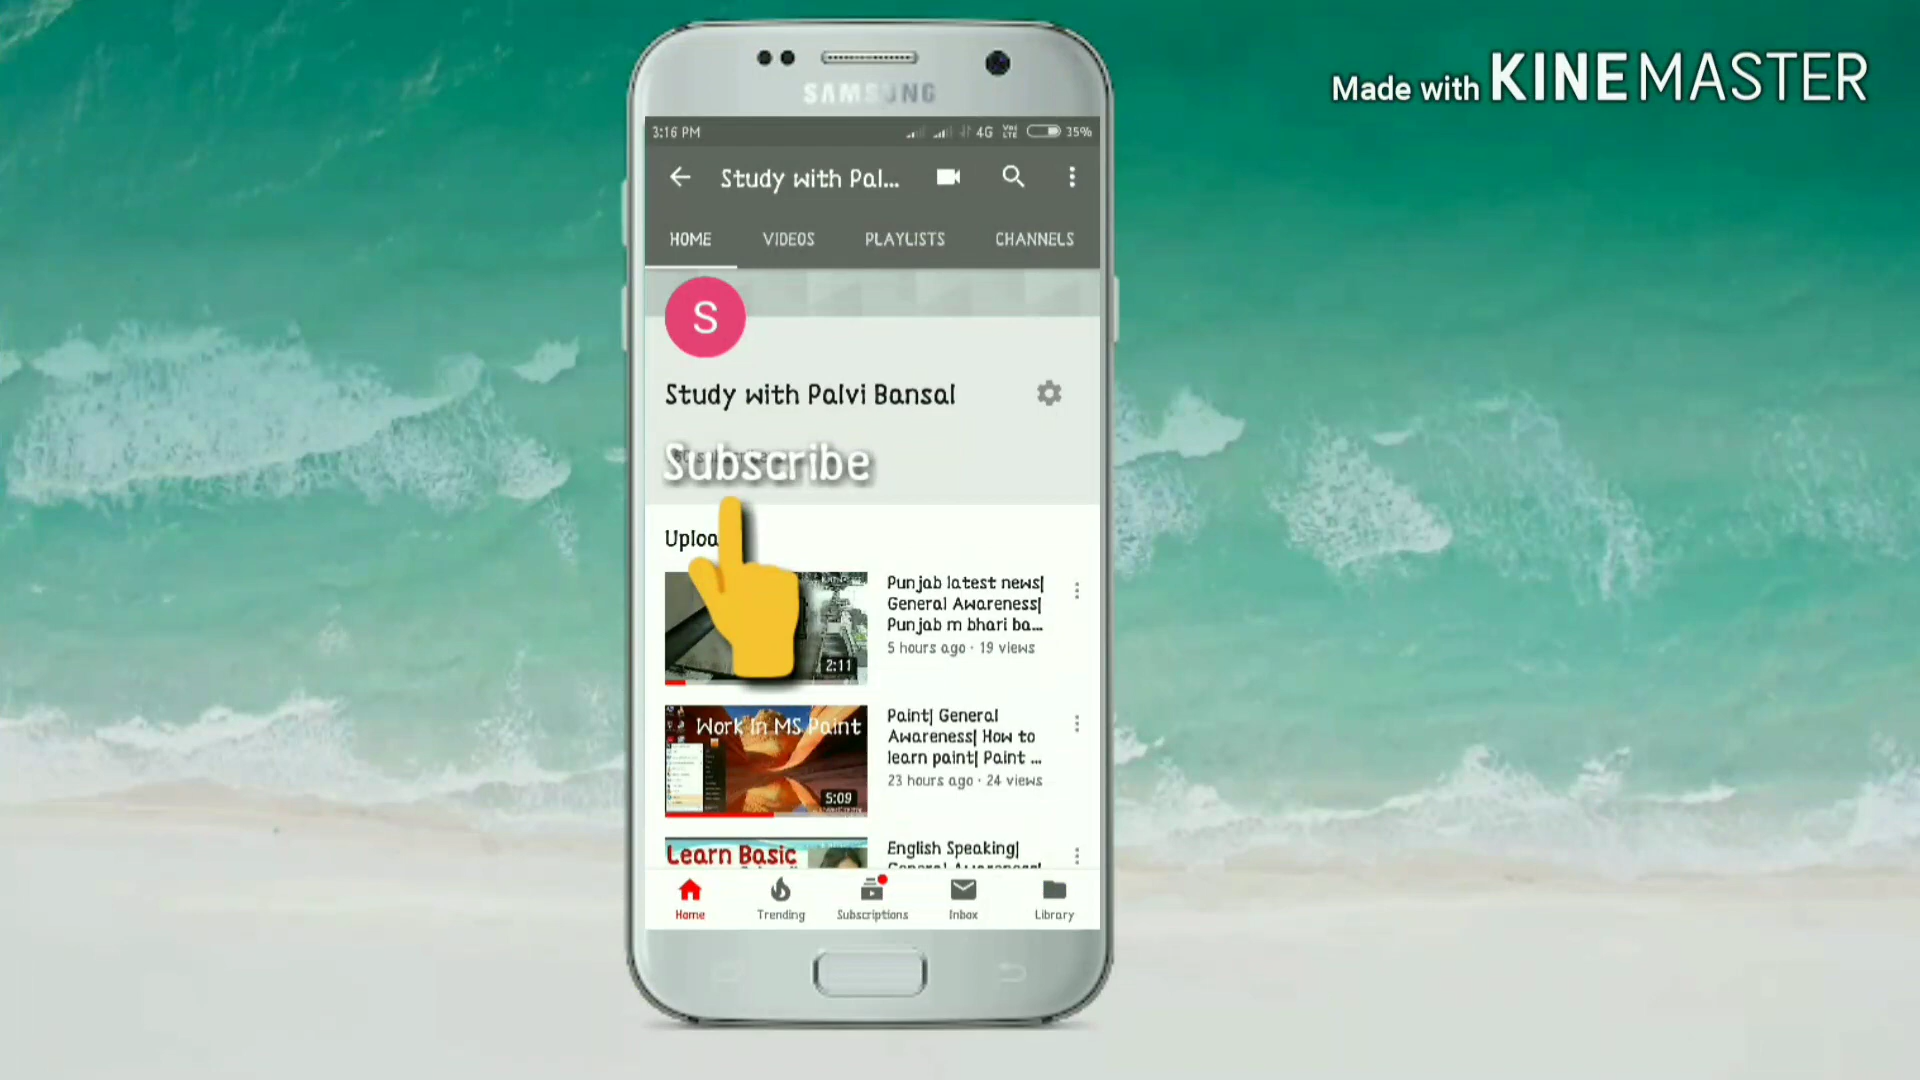 Made with KINEMASTER
SAMSUNG
3:16 PM
4G
35%
Study with Pal...
HOME VIDEOS PLAYLISTS CHANNELS
S
Study with Palvi Bansal
Subscribe
Uploa
Punjab latest news|
General Awareness|
Punjab m bhari ba...
5 hours ago · 19 views
2:11
Work in MS Paint
5:09
Paint| General
Awareness| How to
learn paint| Paint ...
23 hours ago · 24 views
Learn Basic
English Speaking|
Home Trending Subscriptions Inbox Library